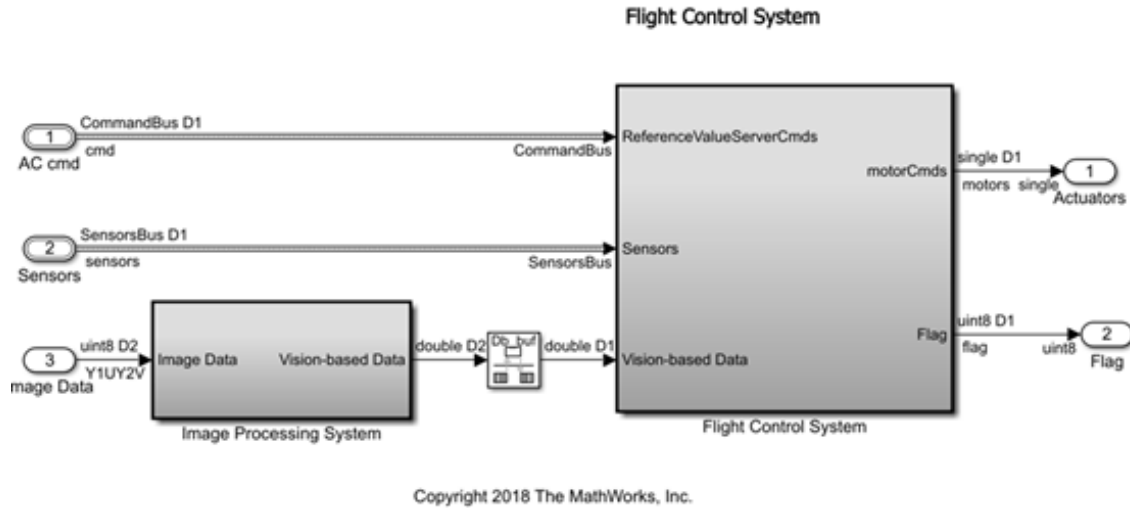 Flight Control System
CommandBus D1
1
cmd
AC cmd
CommandBus
ReferenceValueServerCmds
motorCmds
single D1
motors single
1
Actuators
SensorsBus D1
2
sensors
Sensors
SensorsBus
Sensors
uint8 D2
3
Y1UY2V
mage Data
Image Data
Vision-based Data
Image Processing System
double D2
Db_buf
double D1
Vision-based Data
Flag
uint8 D1
flag
uint8
2
Flag
Flight Control System
Copyright 2018 The MathWorks, Inc.